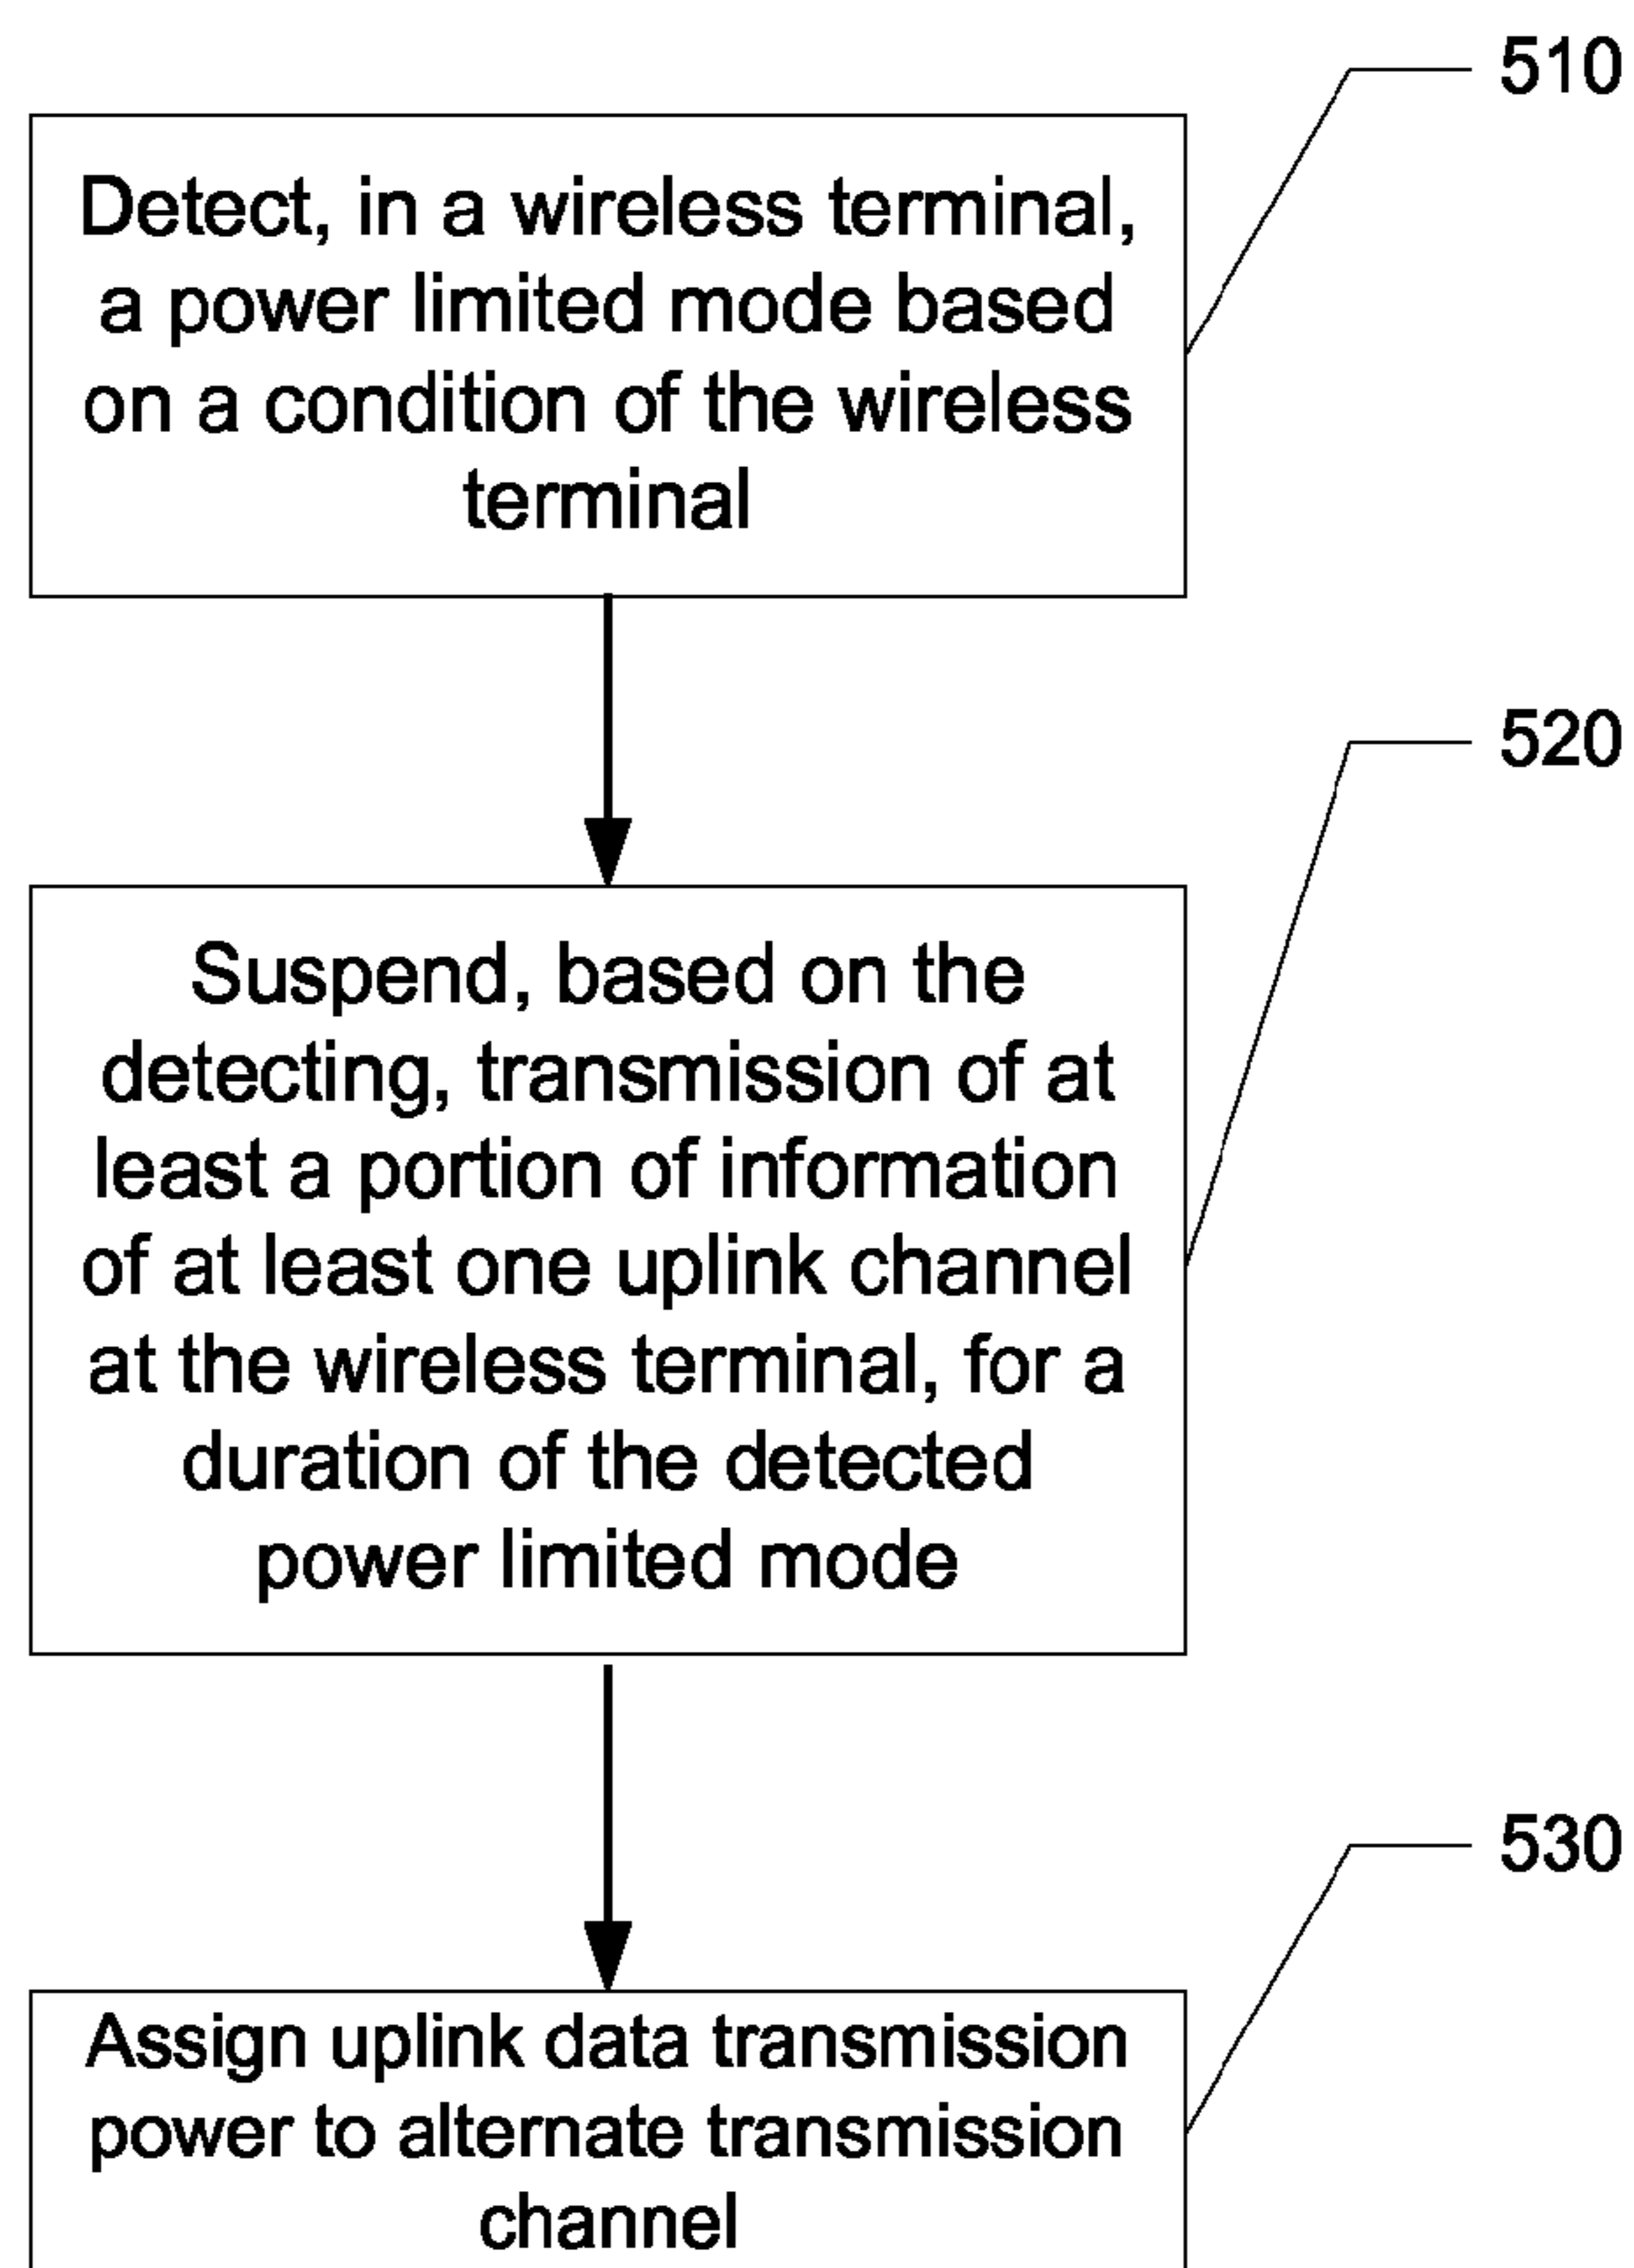 510
Detect, in a wireless terminal,
a power limited mode based
on a condition of the wireless
terminal
520
Suspend, based on the
detecting, transmission of at
least a portion of information
of at least one uplink channel
at the wireless terminal, for a
duration of the detected
power limited mode
530
Assign uplink data transmission
power to alternate transmission
channel